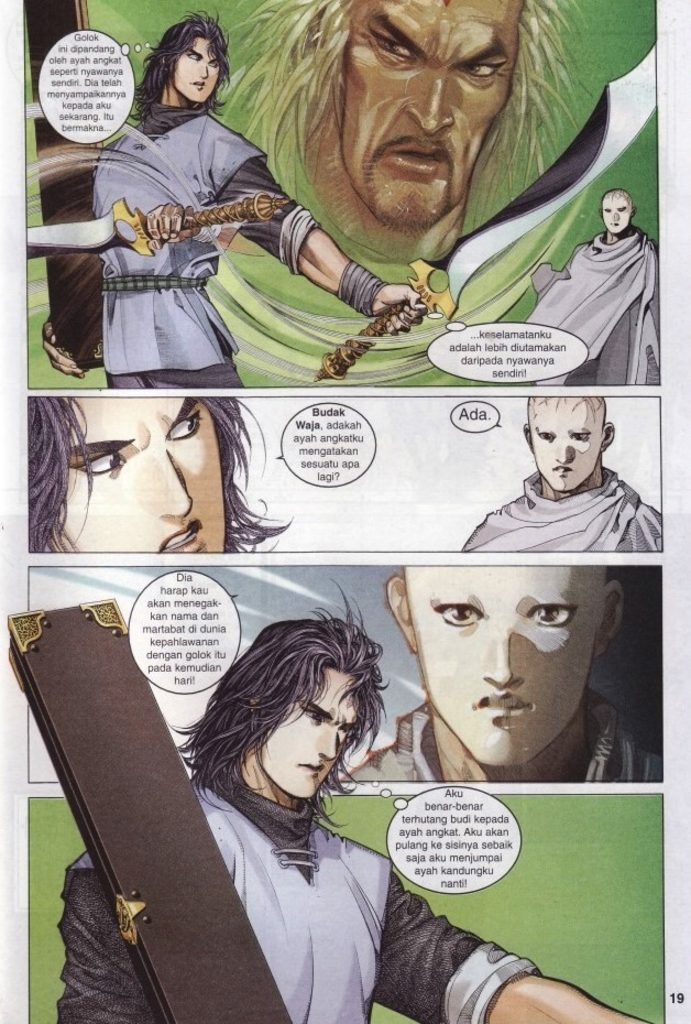 Golok
ini dipandang
oleh ayah angkat
seperti nyawanya
sendiri. Dia telah
menyampaikannya
kepada aku
sekarang. Itu
bermakna...
...keselamatanku
adalah lebih diutamakan
daripada nyawanya
sendiri!
Budak
Waja, adakah
ayah angkatku
mengatakan
sesuatu apa
lagi?
Ada.
Dia
harap kau
akan menegak-
kan nama dan
martabat di dunia
kepahlawanan
dengan golok itu
pada kemudian
hari!
Aku
benar-benar
terhutang budi kepada
ayah angkat. Aku akan
pulang ke sisinya sebaik
saja aku menjumpai
ayah kandungku
nanti!
19